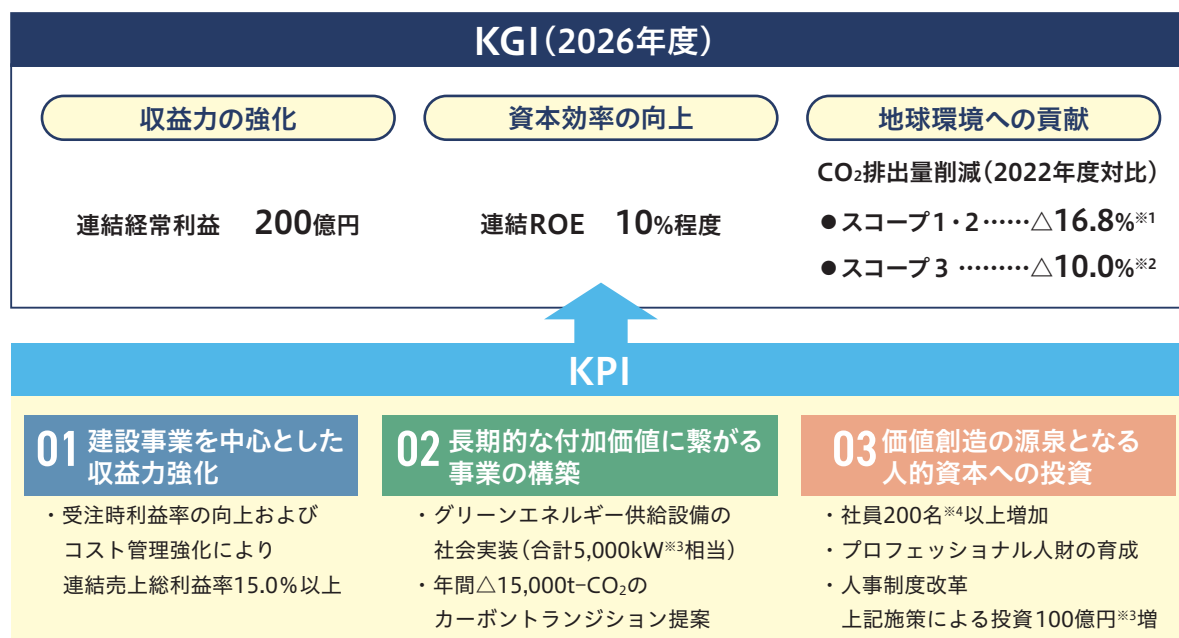 KGI（2026年度）
収益力の強化
連結経常利益 200億円
資本効率の向上
連結ROE 10%程度
地球環境への貢献
CO₂排出量削減（2022年度対比）
●スコープ1・2……△16.8%※1
●スコープ3 ………△10.0%※2
KPI
01 建設事業を中心とした
収益力強化
・受注時利益率の向上および
コスト管理強化により
連結売上総利益率15.0%以上
02 長期的な付加価値に繋がる
事業の構築
・グリーンエネルギー供給設備の
社会実装（合計5,000kW※3相当）
・年間△15,000t-CO₂の
カーボントランジション提案
03 価値創造の源泉となる
人的資本への投資
・社員200名※4以上増加
・プロフェッショナル人財の育成
・人事制度改革
上記施策による投資100億円※3増